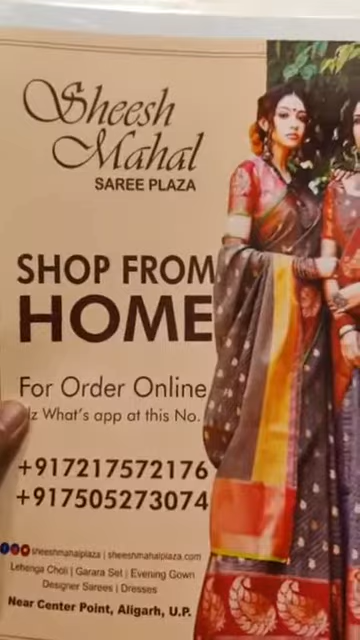 Sheesh
Mahal
SAREE PLAZA
SHOP FROM
HOME
For Order Online
lz What's app at this No.
+917217572176
+917505273074
sheeshmahalplaza | sheeshmahalplaza.com
Lehenga Choli | Garara Set | Evening Gown
Designer Sarees | Dresses
Near Center Point, Aligarh, U.P.